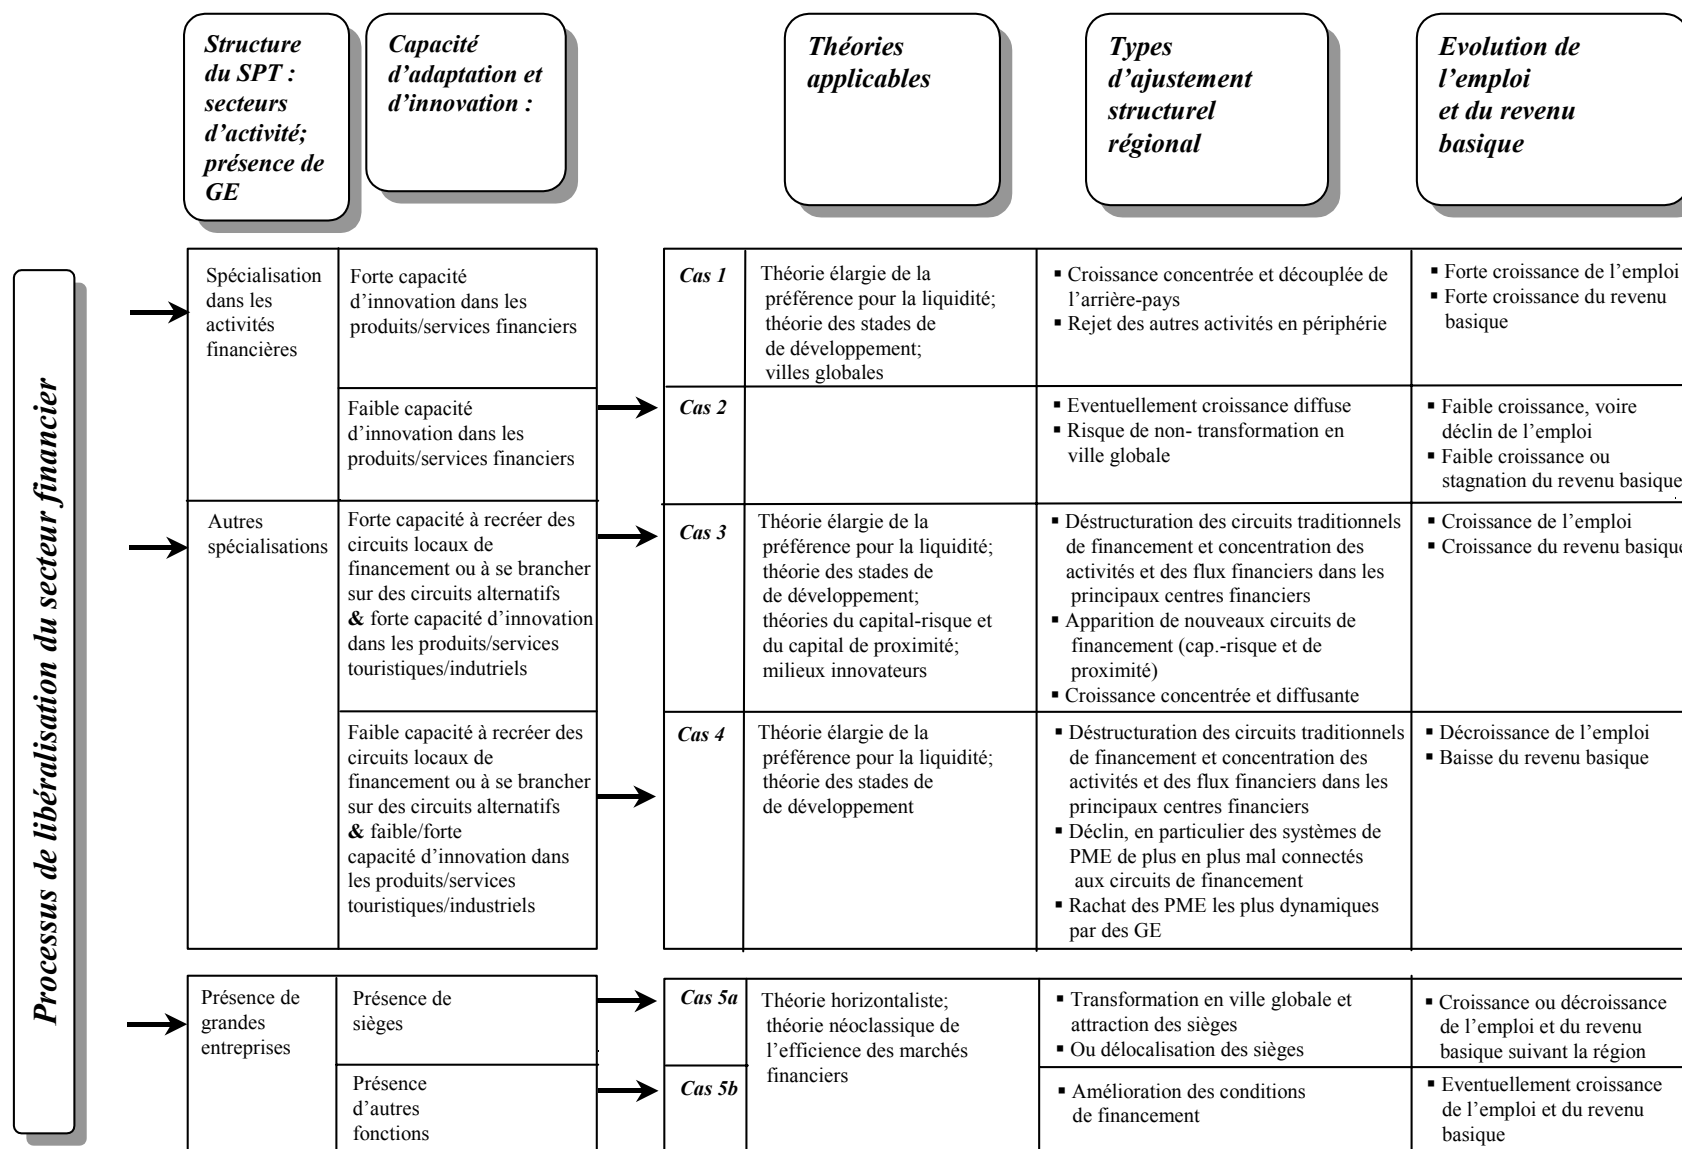 Structure
du SPT :
secteurs
d’activité;
présence de
GE
Capacité
d’adaptation et
d’innovation :
Théories
applicables
Types
d’ajustement
structurel
régional
Evolution de
l’emploi
et du revenu
basique
Processus de libéralisation du secteur financier
Spécialisation
dans les
activités
financières
Forte capacité
d’innovation dans les
produits/services financiers
Cas 1
Théorie élargie de la
préférence pour la liquidité;
théorie des stades de
de développement;
villes globales
▪ Croissance concentrée et découplée de
l’arrière-pays
▪ Rejet des autres activités en périphérie
▪ Forte croissance de l’emploi
▪ Forte croissance du revenu
basique
Faible capacité
d’innovation dans les
produits/services financiers
Cas 2
▪ Eventuellement croissance diffuse
▪ Risque de non- transformation en
ville globale
▪ Faible croissance, voire
déclin de l’emploi
▪ Faible croissance ou
stagnation du revenu basique
Autres
spécialisations
Forte capacité à recréer des
circuits locaux de
financement ou à se brancher
sur des circuits alternatifs
& forte capacité d’innovation
dans les produits/services
touristiques/indutriels
Cas 3
Théorie élargie de la
préférence pour la liquidité;
théorie des stades de
de développement;
théories du capital-risque et
du capital de proximité;
milieux innovateurs
▪ Déstructuration des circuits traditionnels
de financement et concentration des
activités et des flux financiers dans les
principaux centres financiers
▪ Apparition de nouveaux circuits de
financement (cap.-risque et de
proximité)
▪ Croissance concentrée et diffusante
▪ Croissance de l’emploi
▪ Croissance du revenu basique
Faible capacité à recréer des
circuits locaux de
financement ou à se brancher
sur des circuits alternatifs
& faible/forte
capacité d’innovation dans
les produits/services
touristiques/industriels
Cas 4
Théorie élargie de la
préférence pour la liquidité;
théorie des stades de
de développement
▪ Déstructuration des circuits traditionnels
de financement et concentration des
activités et des flux financiers dans les
principaux centres financiers
▪ Déclin, en particulier des systèmes de
PME de plus en plus mal connectés
aux circuits de financement
▪ Rachat des PME les plus dynamiques
par des GE
▪ Décroissance de l’emploi
▪ Baisse du revenu basique
Présence de
grandes
entreprises
Présence de
sièges
Cas 5a
Théorie horizontaliste;
théorie néoclassique de
l’efficience des marchés
financiers
▪ Transformation en ville globale et
attraction des sièges
▪ Ou délocalisation des sièges
▪ Croissance ou décroissance
de l’emploi et du revenu
basique suivant la région
Présence
d’autres
fonctions
Cas 5b
▪ Amélioration des conditions
de financement
▪ Eventuellement croissance
de l’emploi et du revenu
basique